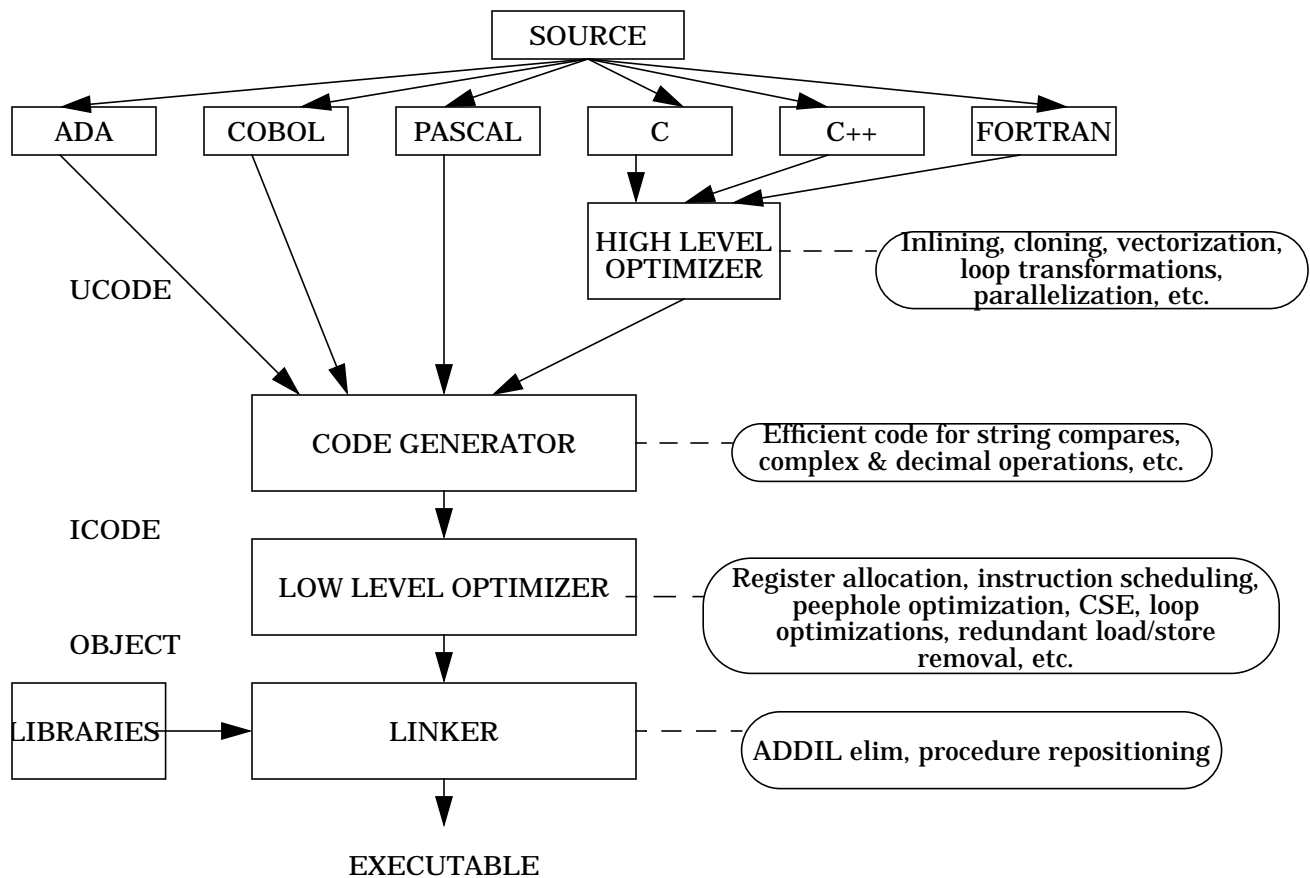 SOURCE
ADA
COBOL
PASCAL
C
C++
FORTRAN
HIGH LEVEL
OPTIMIZER
Inlining, cloning, vectorization,
loop transformations,
parallelization, etc.
UCODE
CODE GENERATOR
Efficient code for string compares,
complex & decimal operations, etc.
ICODE
LOW LEVEL OPTIMIZER
Register allocation, instruction scheduling,
peephole optimization, CSE, loop
optimizations, redundant load/store
removal, etc.
OBJECT
LIBRARIES
LINKER
ADDIL elim, procedure repositioning
EXECUTABLE